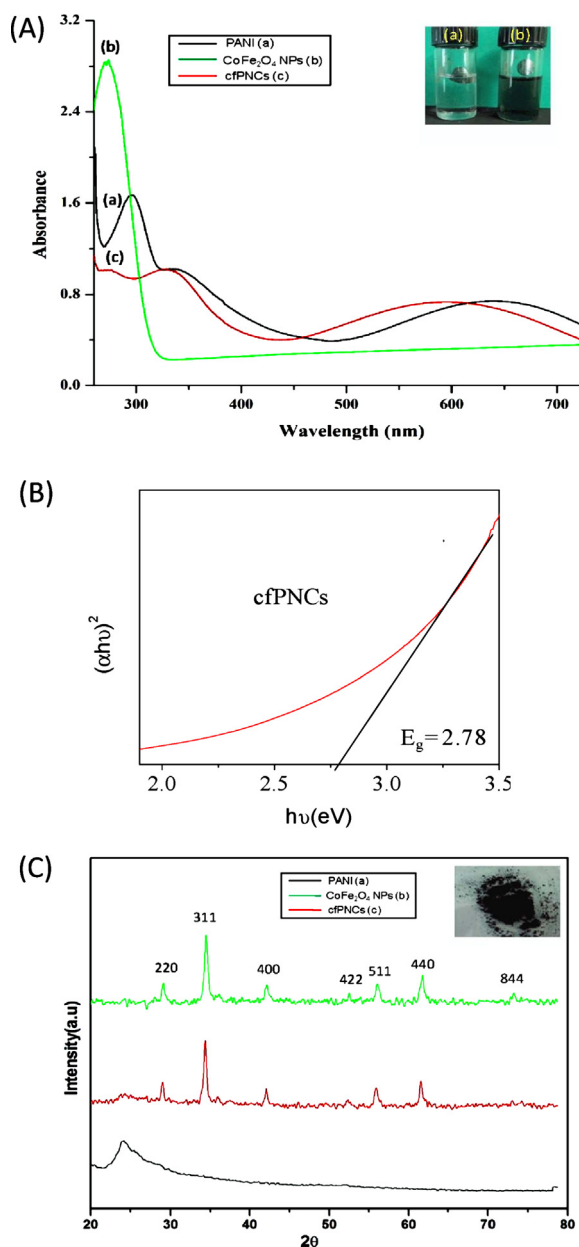 (A)
3.2
2.4
1.6
0.8
0.0
Absorbance
(b)
(a)
(c)
PANI (a)
CoFe₂O₄ NPs (b)
cfPNCs (c)
(a) (b)
300 400 500 600 700
Wavelength (nm)
(B)
(αhυ)²
cfPNCs
E_g=2.78
2.0 2.5 3.0 3.5
hυ(eV)
(C)
PANI (a)
CoFe₂O₄ NPs (b)
cfPNCs (c)
220 311 400 422 511 440 844
Intensity(a.u)
20 30 40 50 60 70 80
2θ